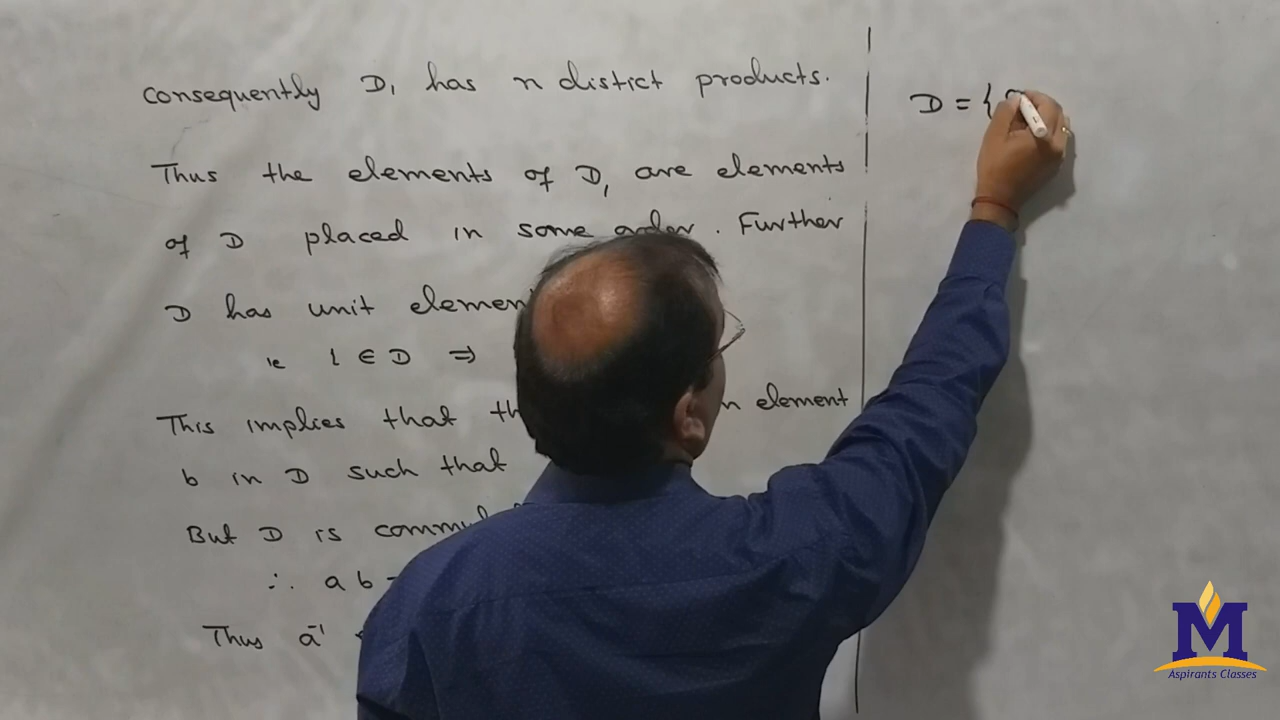 consequently D₁ has n distict products.
Thus the elements of D₁ are elements
of D placed in some order. Further
D has unit elemen
ie 1 ∈ D ⇒
This implies that th n element
b in D such that
But D is commu
∴ a b
Thus a⁻¹
D = {
M
Aspirants Classes